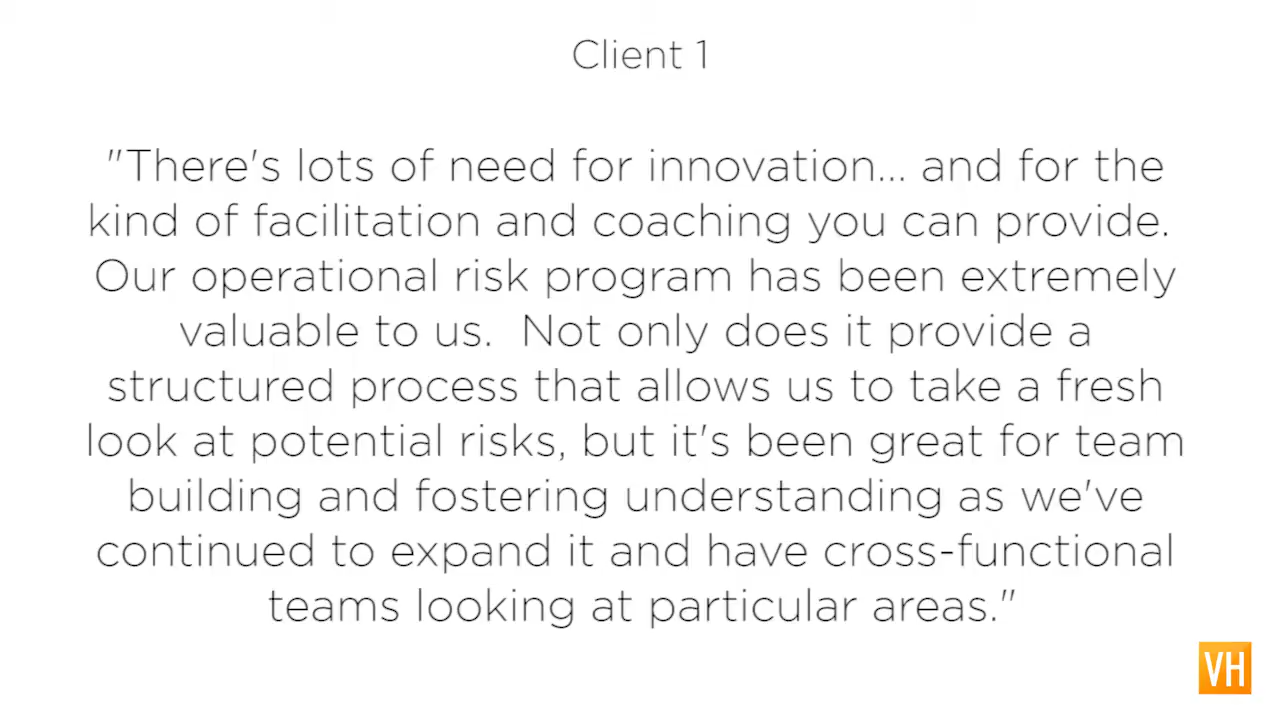 Client 1
"There's lots of need for innovation... and for the
kind of facilitation and coaching you can provide.
Our operational risk program has been extremely
valuable to us.  Not only does it provide a
structured process that allows us to take a fresh
look at potential risks, but it's been great for team
building and fostering understanding as we've
continued to expand it and have cross-functional
teams looking at particular areas."
VH